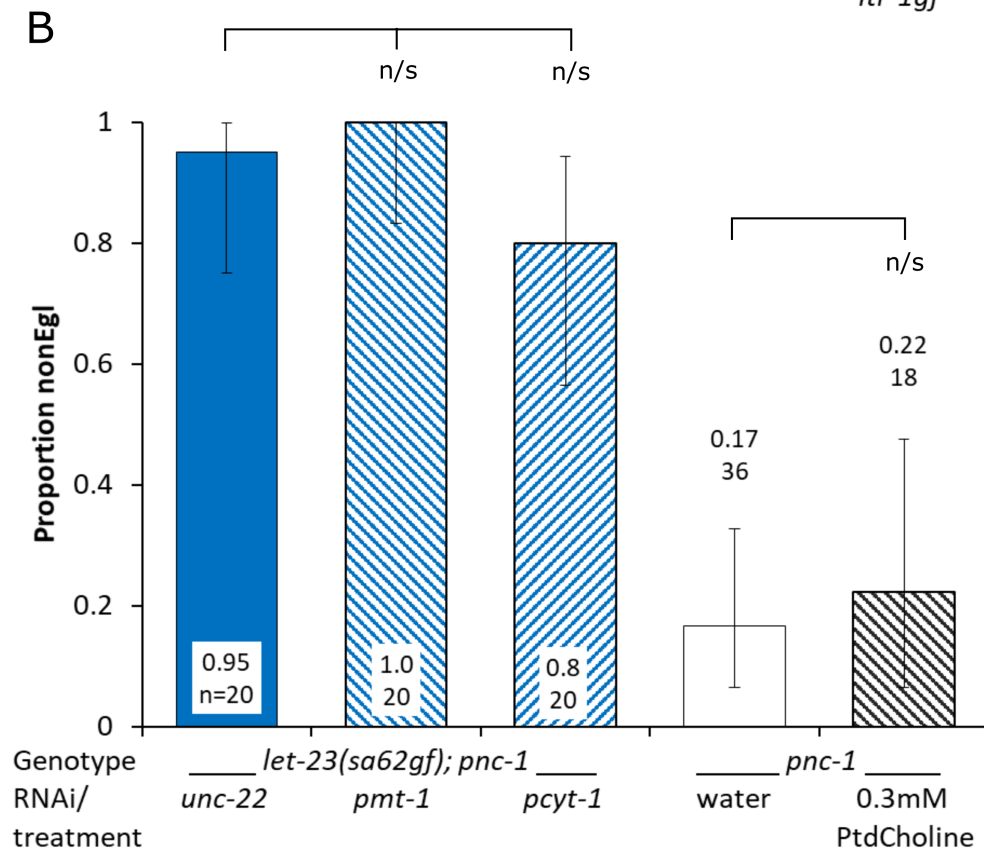 B
n/s
n/s
1
0.8
0.6
0.4
0.2
0
Proportion nonEgl
n/s
0.95
n=20
1.0
20
0.8
20
0.17
36
0.22
18
Genotype let-23(sa62gf); pnc-1 pnc-1
RNAi/ unc-22 pmt-1 pcyt-1 water 0.3mM
treatment PtdCholine